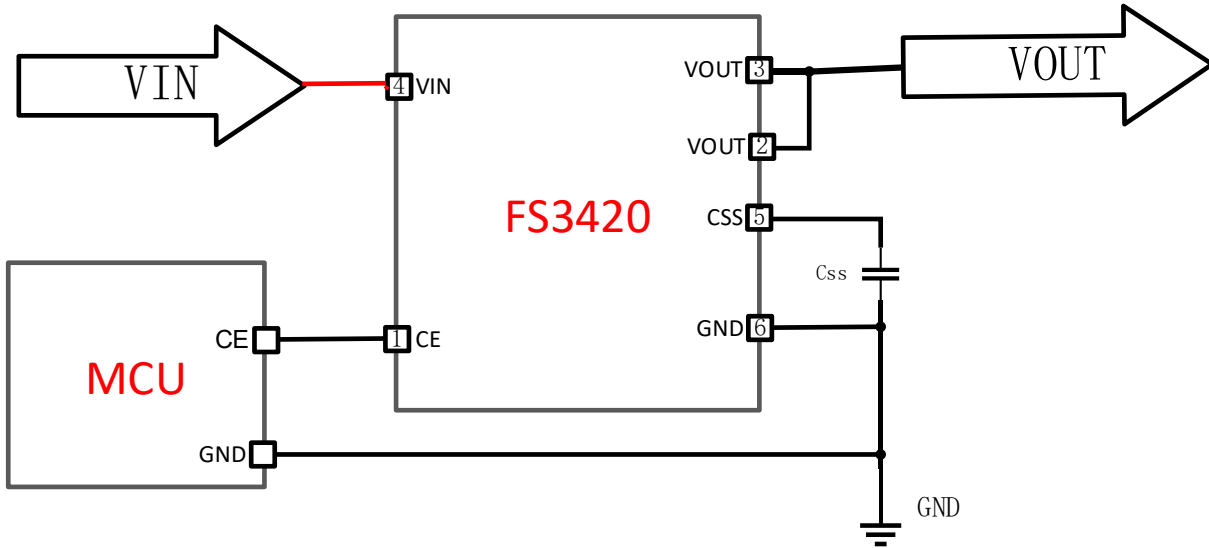 VIN
4 VIN
VOUT 3
VOUT
VOUT 2
FS3420
CSS 5
Css
CE
1 CE
GND 6
MCU
GND
GND